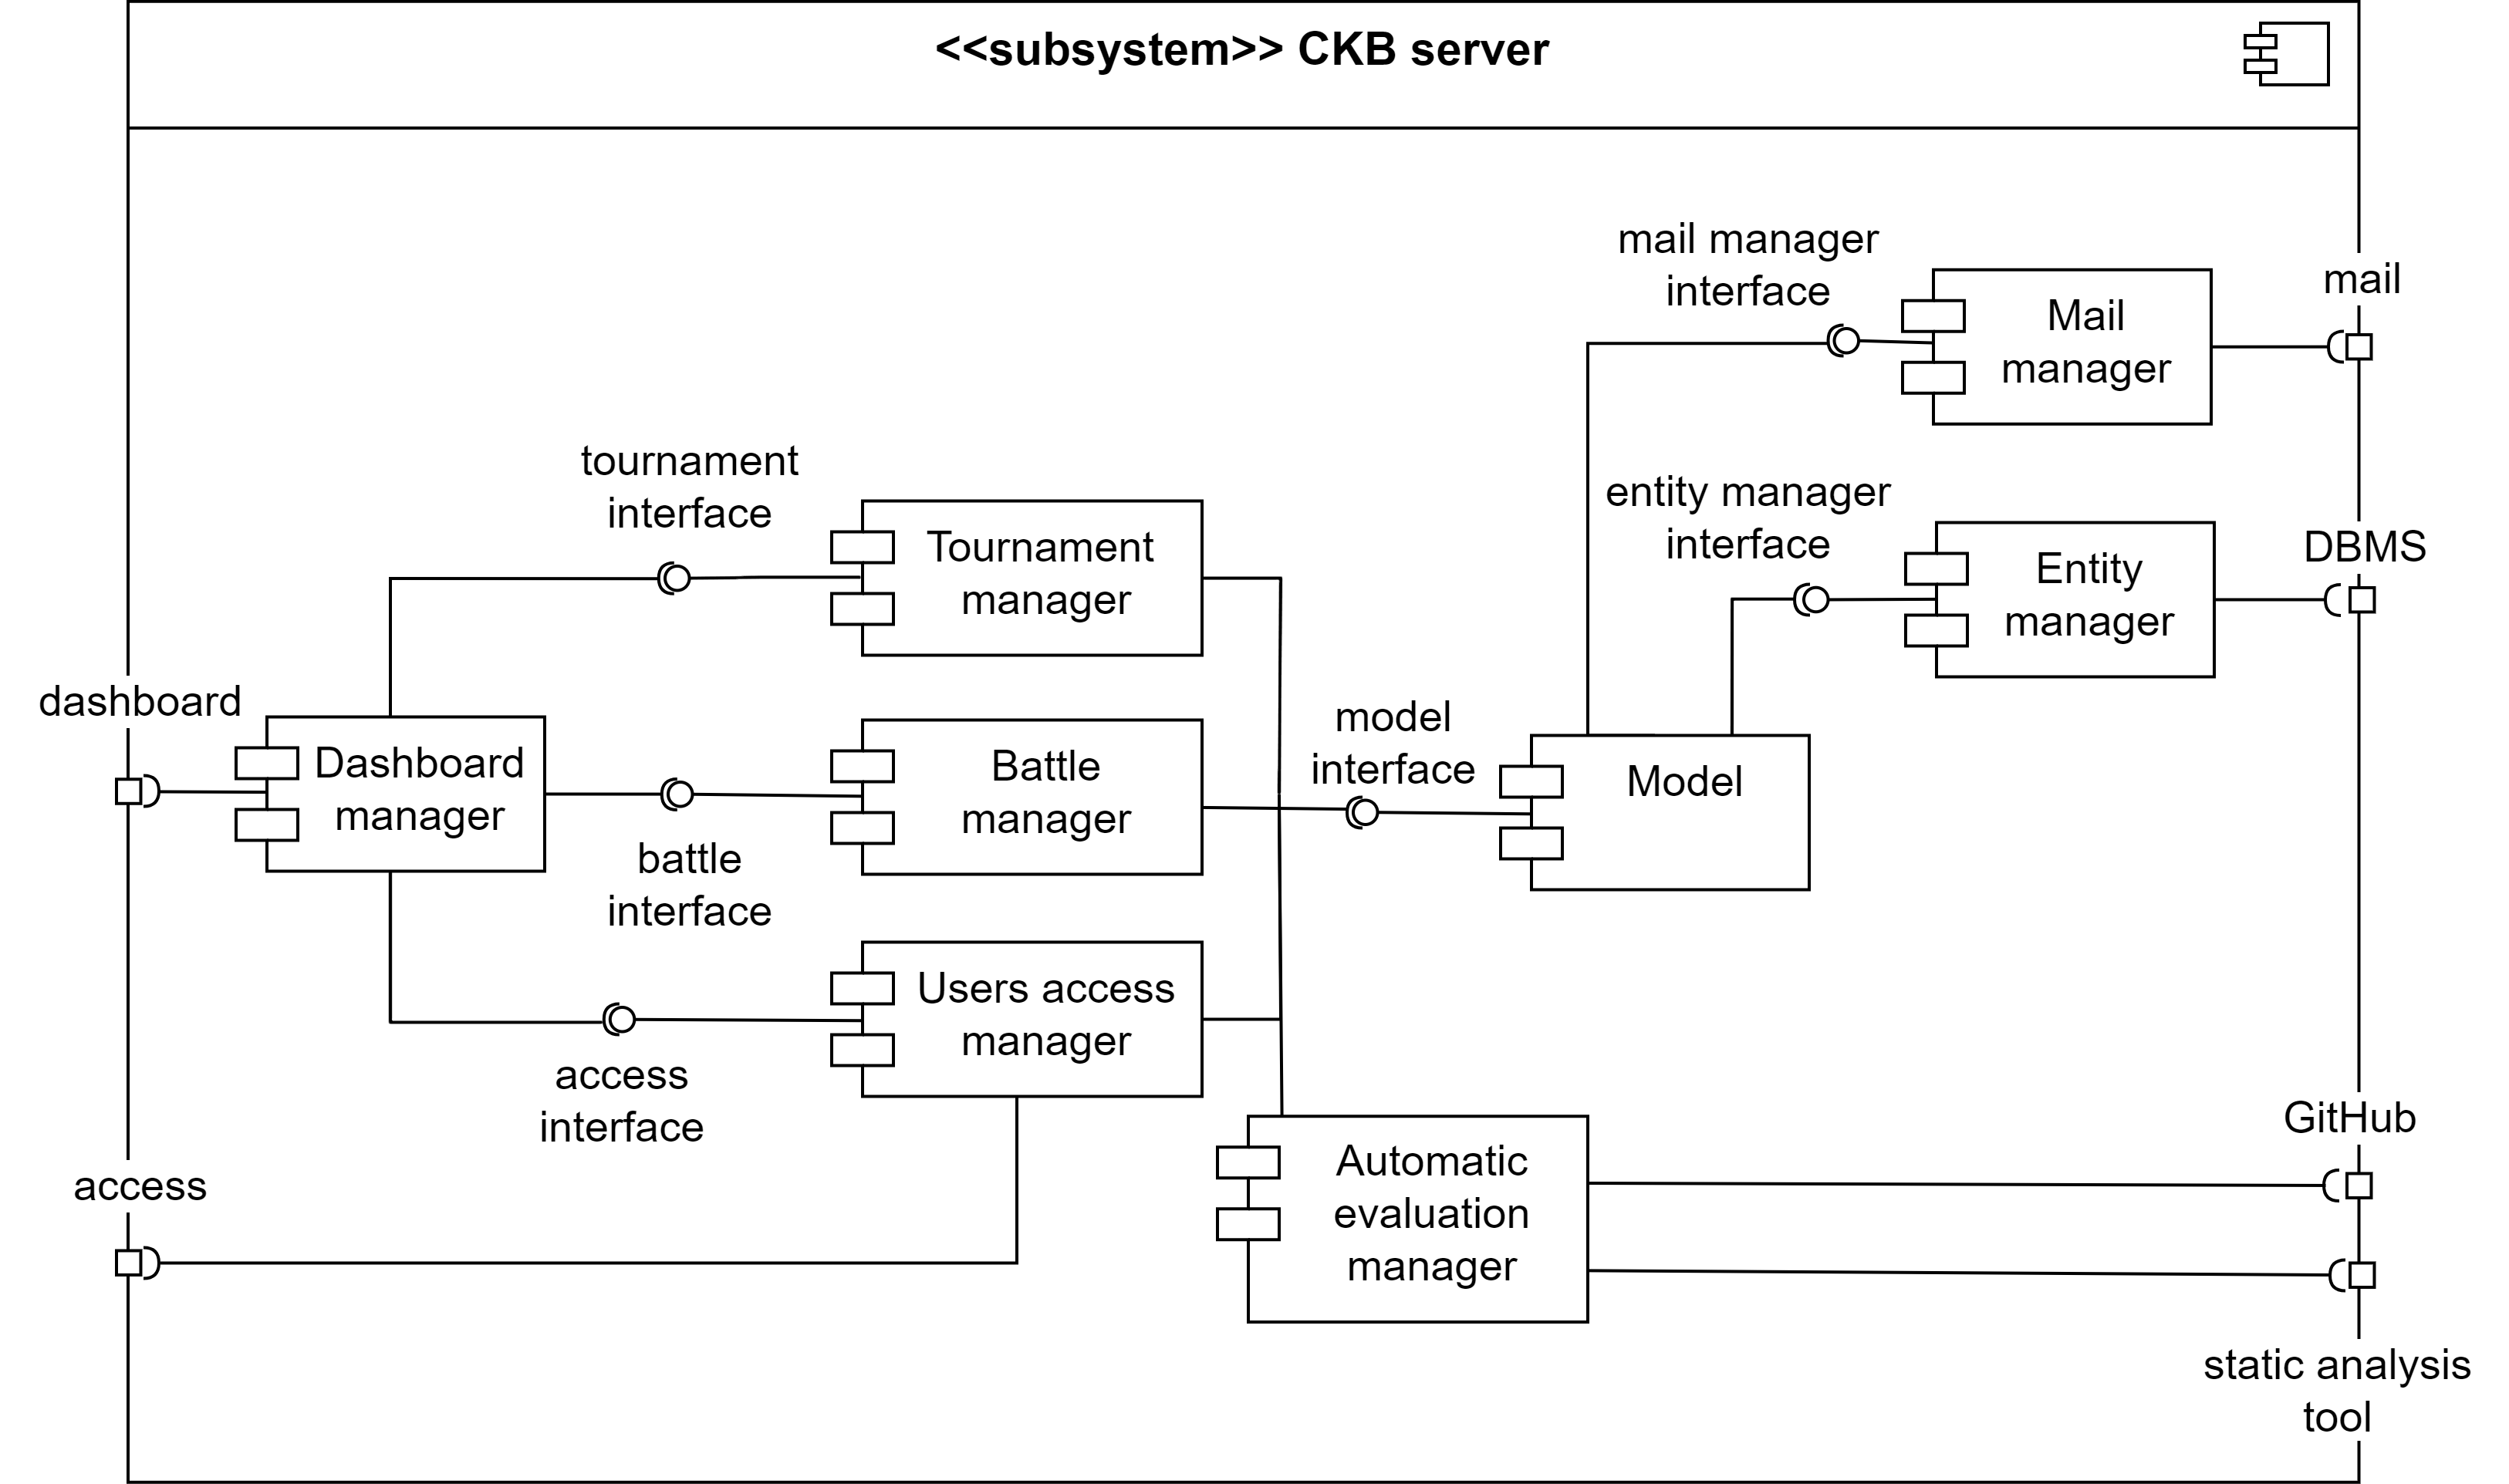 <<subsystem>> CKB server
mail manager
interface
mail
Mail
manager
tournament
interface
entity manager
interface
DBMS
Tournament
manager
Entity
manager
dashboard
Dashboard
manager
battle
interface
Battle
manager
model
interface
Model
Users access
manager
access
interface
access
Automatic
evaluation
manager
GitHub
static analysis
tool